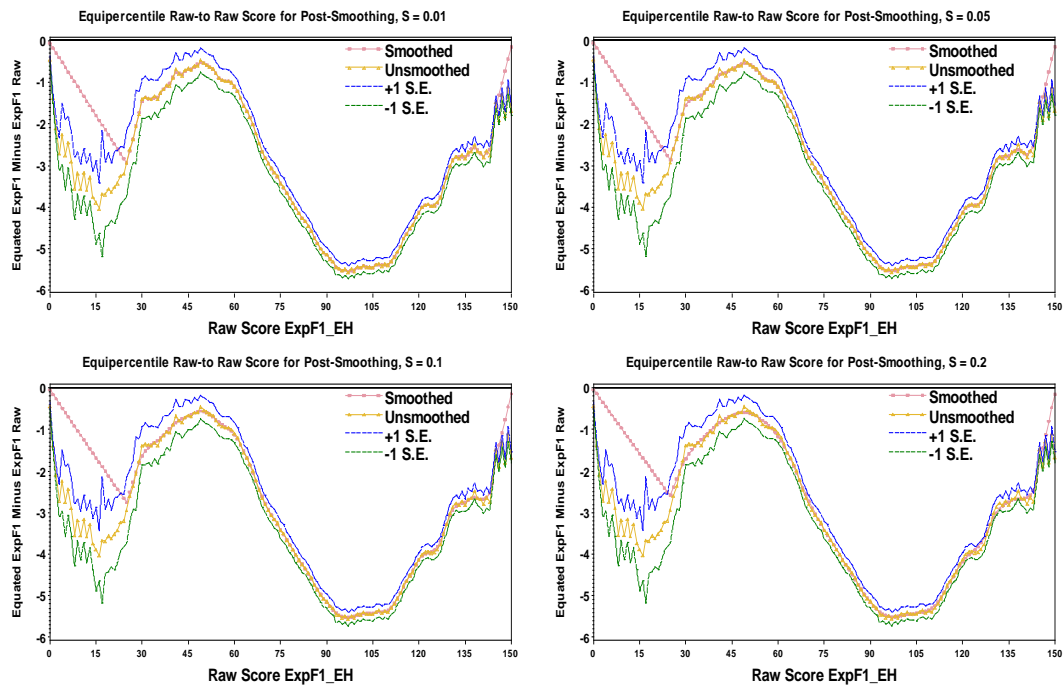 Equipercentile Raw-to Raw Score for Post-Smoothing, S = 0.01
Equated ExpF1 Minus ExpF1 Raw
0
-1
-2
-3
-4
-5
-6
Smoothed
Unsmoothed
+1 S.E.
-1 S.E.
0 15 30 45 60 75 90 105 120 135 150
Raw Score ExpF1_EH
Equipercentile Raw-to Raw Score for Post-Smoothing, S = 0.05
Equated ExpF1 Minus ExpF1 Raw
0
-1
-2
-3
-4
-5
-6
Smoothed
Unsmoothed
+1 S.E.
-1 S.E.
0 15 30 45 60 75 90 105 120 135 150
Raw Score ExpF1_EH
Equipercentile Raw-to Raw Score for Post-Smoothing, S = 0.1
Equated ExpF1 Minus ExpF1 Raw
0
-1
-2
-3
-4
-5
-6
Smoothed
Unsmoothed
+1 S.E.
-1 S.E.
0 15 30 45 60 75 90 105 120 135 150
Raw Score ExpF1_EH
Equipercentile Raw-to Raw Score for Post-Smoothing, S = 0.2
Equated ExpF1 Minus ExpF1 Raw
0
-1
-2
-3
-4
-5
-6
Smoothed
Unsmoothed
+1 S.E.
-1 S.E.
0 15 30 45 60 75 90 105 120 135 150
Raw Score ExpF1_EH